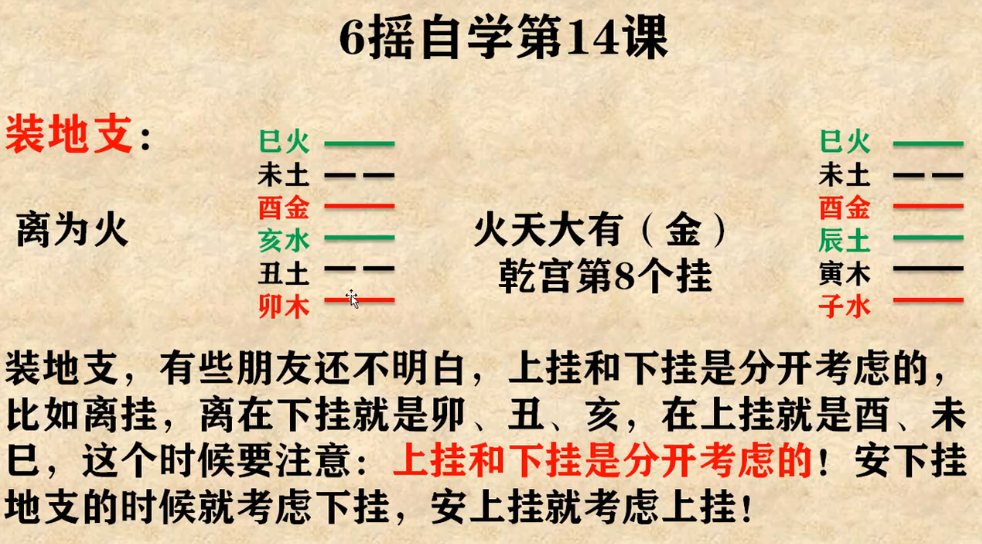 6摇自学第14课
装地支：
离为火
巳火
未土
酉金
亥水
丑土
卯木
火天大有（金）
乾宫第8个挂
巳火
未土
酉金
辰土
寅木
子水
装地支，有些朋友还不明白，上挂和下挂是分开考虑的，
比如离挂，离在下挂就是卯、丑、亥，在上挂就是酉、未
巳，这个时候要注意：上挂和下挂是分开考虑的！安下挂
地支的时候就考虑下挂，安上挂就考虑上挂！